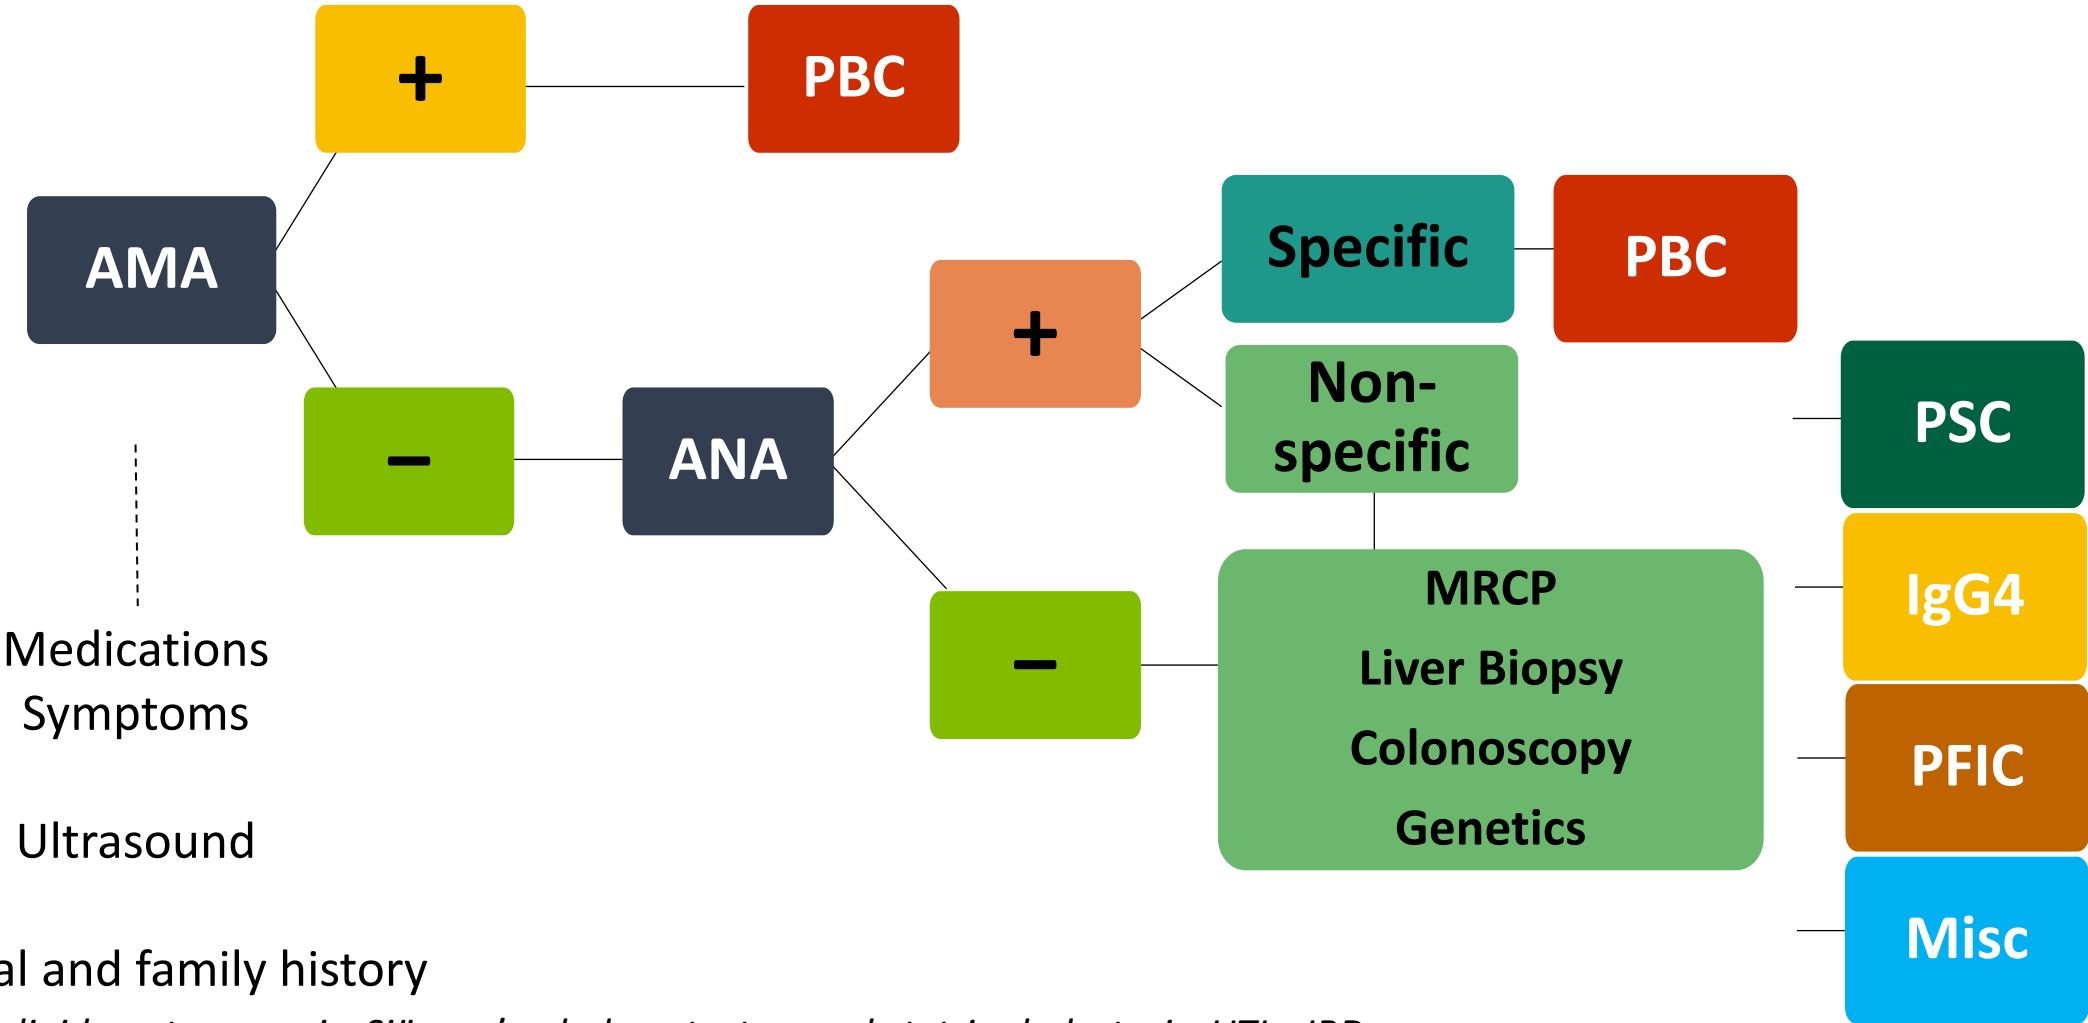 +
PBC
AMA
Specific
PBC
+
Non-
specific
PSC
−
ANA
MRCP
IgG4
Liver Biopsy
−
Colonoscopy
PFIC
Genetics
Misc
Medications
Symptoms
Ultrasound
al and family history